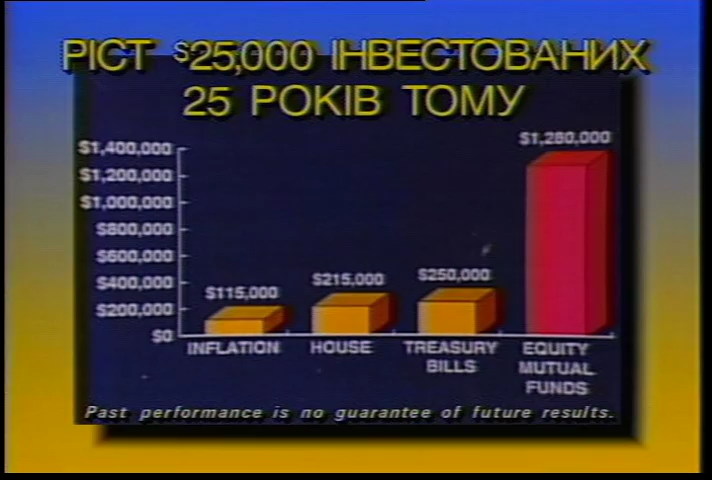 РІСТ $25,000 ІНВЕСТОВАНИХ
25 РОКІВ ТОМУ
$1,280,000
$1,400,000
$1,200,000
$1,000,000
$800,000
$600,000
$400,000
$200,000
$0
$115,000
$215,000
$250,000
INFLATION
HOUSE
TREASURY
BILLS
EQUITY
MUTUAL
FUNDS
Past performance is no guarantee of future results.